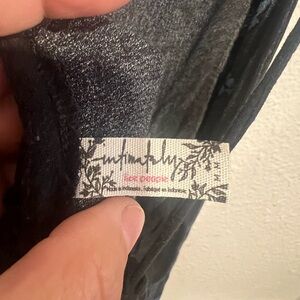 intimately
free people
Made in Indonesia. Fabriqué en Indonésie.
M M M